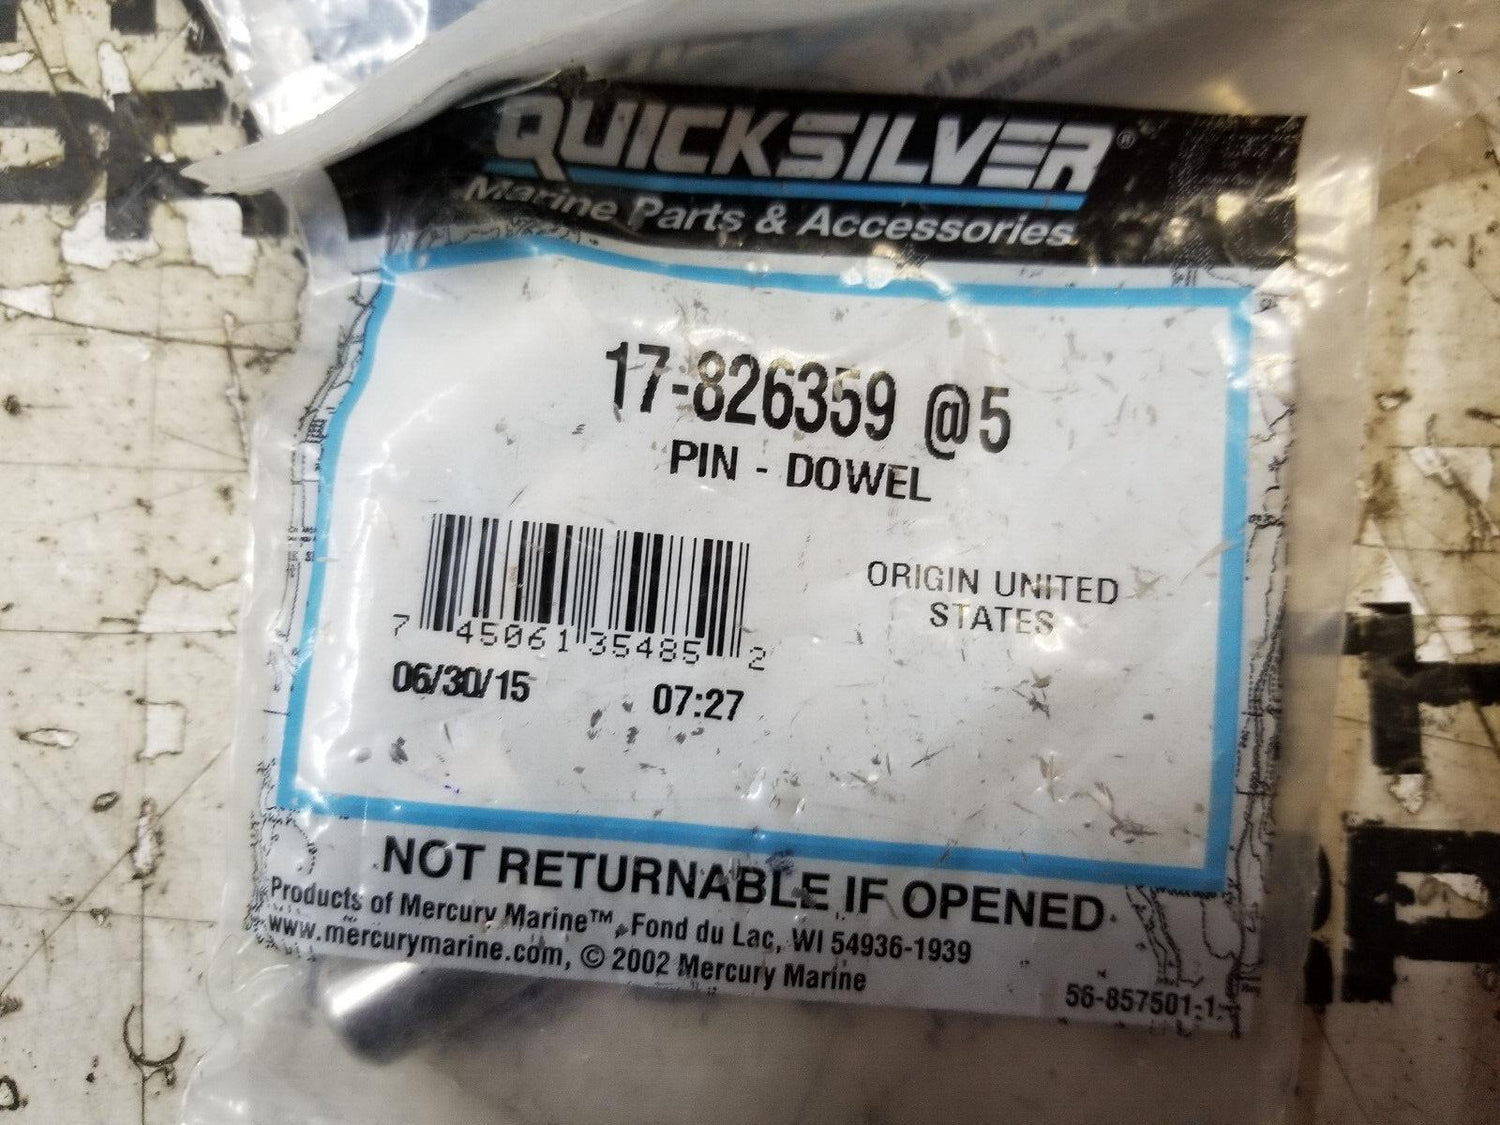 QUICKSILVER®
Marine Parts & Accessories
17-826359 @5
PIN - DOWEL
ORIGIN UNITED
STATES
7 45061 35485 2
06/30/15 07:27
NOT RETURNABLE IF OPENED
Products of Mercury Marine™, Fond du Lac, WI 54936-1939
www.mercurymarine.com, © 2002 Mercury Marine
56-857501-1